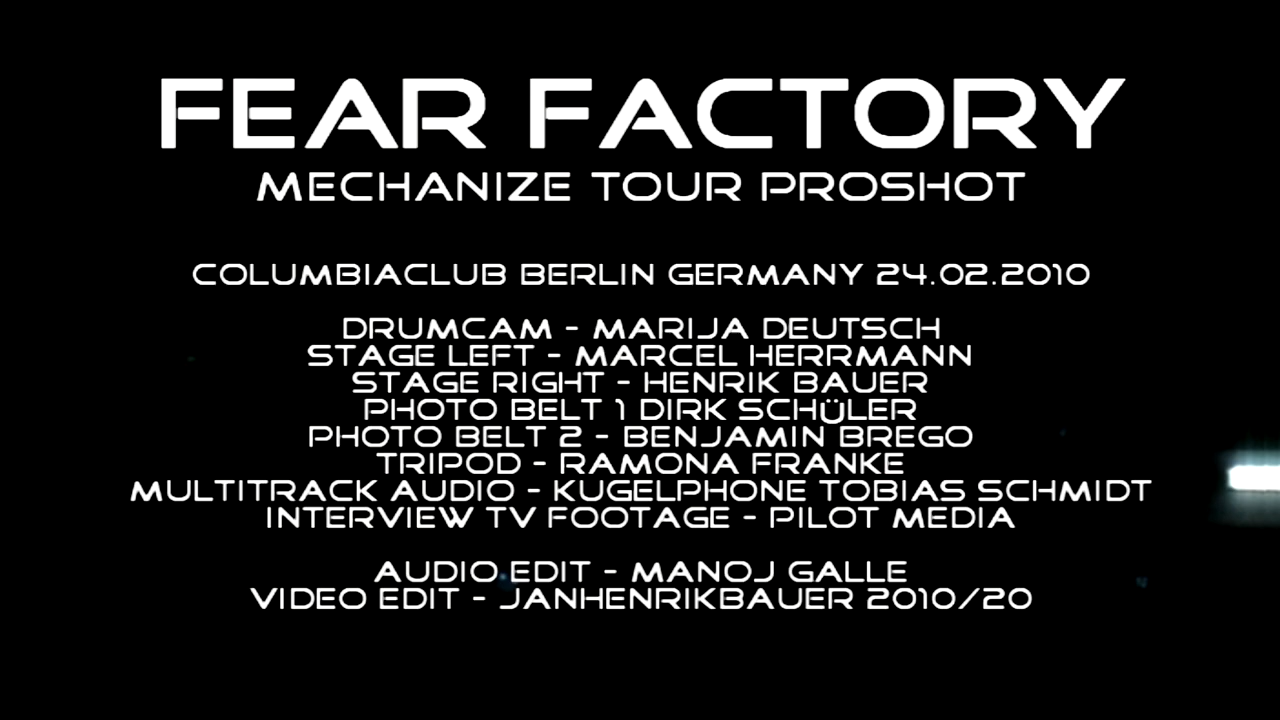 FEAR FACTORY
MECHANIZE TOUR PROSHOT
COLUMBIACLUB BERLIN GERMANY 24.02.2010
DRUMCAM - MARIJA DEUTSCH
STAGE LEFT - MARCEL HERRMANN
STAGE RIGHT - HENRIK BAUER
PHOTO BELT 1 DIRK SCHÜLER
PHOTO BELT 2 - BENJAMIN BREGO
TRIPOD - RAMONA FRANKE
MULTITRACK AUDIO - KUGELPHONE TOBIAS SCHMIDT
INTERVIEW TV FOOTAGE - PILOT MEDIA
AUDIO EDIT - MANOJ GALLE
VIDEO EDIT - JANHENRIKBAUER 2010/20